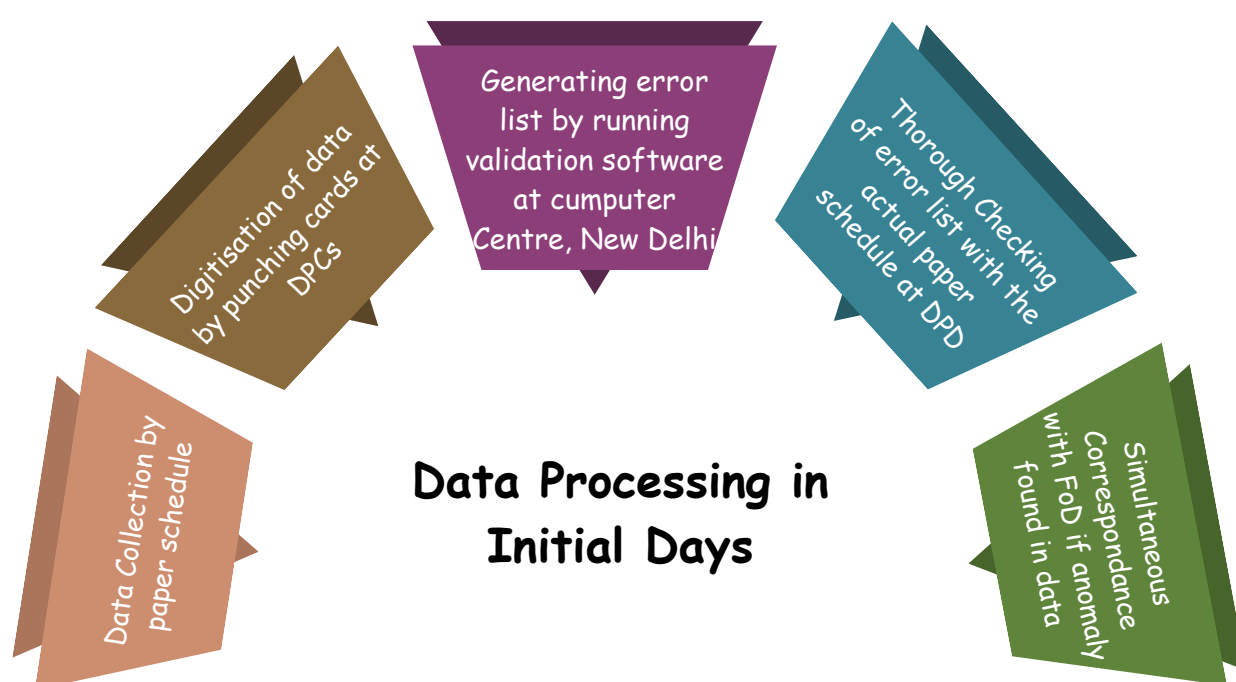 Data Collection by
paper schedule
Digitisation of data
by punching cards at
DPCs
Generating error
list by running
validation software
at cumputer
Centre, New Delhi
Thorough Checking
of error list with the
actual paper
schedule at DPD
Simultaneous
Correspondance
with FoD if anomaly
found in data
Data Processing in
Initial Days